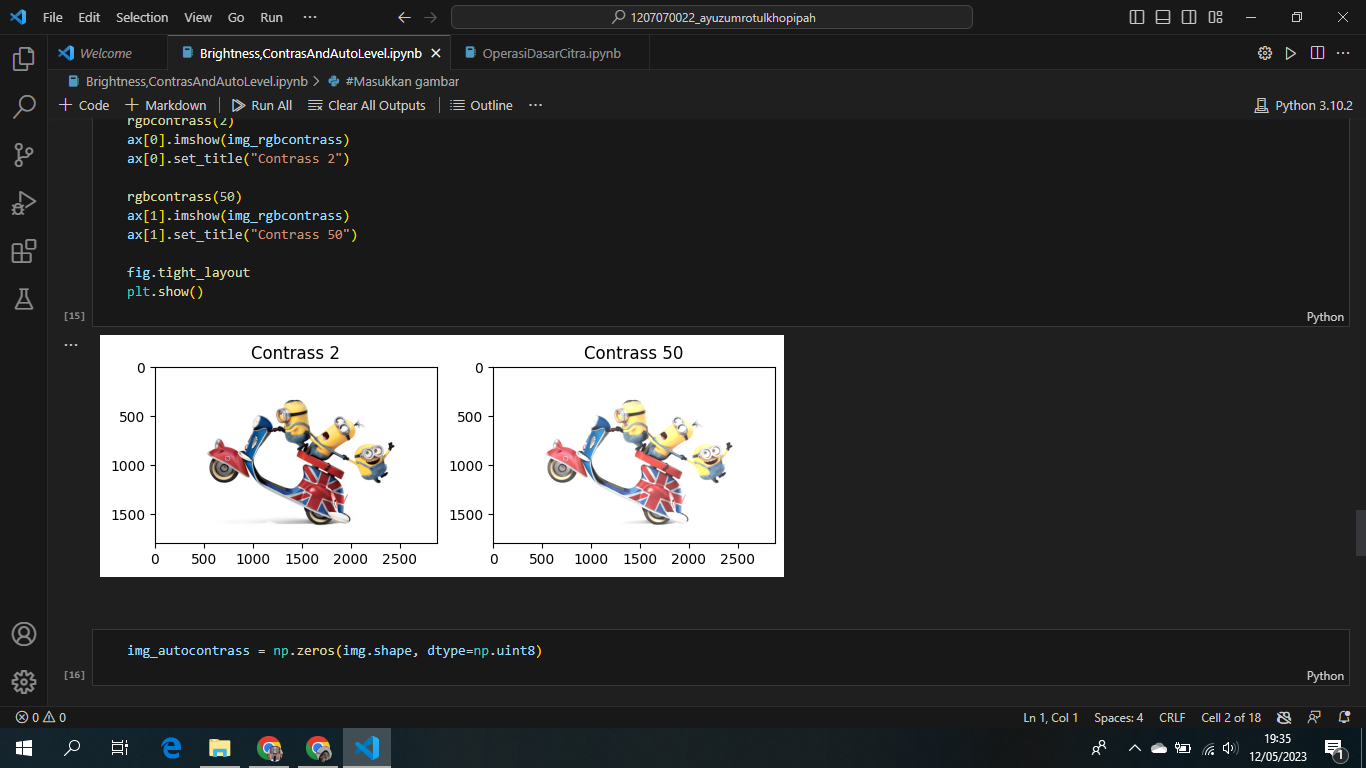 File Edit Selection View Go Run ··· 1207070022_ayuzumrotulkhopipah
Welcome Brightness,ContrasAndAutoLevel.ipynb OperasiDasarCitra.ipynb
Brightness,ContrasAndAutoLevel.ipynb > #Masukkan gambar
+ Code + Markdown Run All Clear All Outputs Outline ··· Python 3.10.2
rgbcontrass(2)
ax[0].imshow(img_rgbcontrass)
ax[0].set_title("Contrass 2")
rgbcontrass(50)
ax[1].imshow(img_rgbcontrass)
ax[1].set_title("Contrass 50")
fig.tight_layout
plt.show()
[15] Python
Contrass 2 Contrass 50
0 0
500 500
1000 1000
1500 1500
0 500 1000 1500 2000 2500 0 500 1000 1500 2000 2500
img_autocontrass = np.zeros(img.shape, dtype=np.uint8)
[16] Python
0 0 Ln 1, Col 1 Spaces: 4 CRLF Cell 2 of 18
19:35
12/05/2023 1